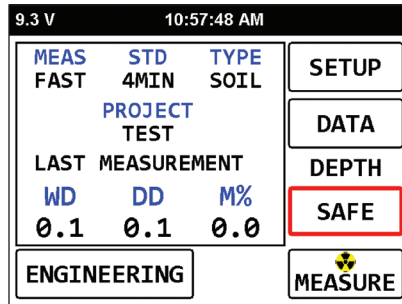 9.3 V 10:57:48 AM
MEAS STD TYPE
FAST 4MIN SOIL
PROJECT
TEST
LAST MEASUREMENT
WD DD M%
0.1 0.1 0.0
SETUP
DATA
DEPTH
SAFE
ENGINEERING
MEASURE